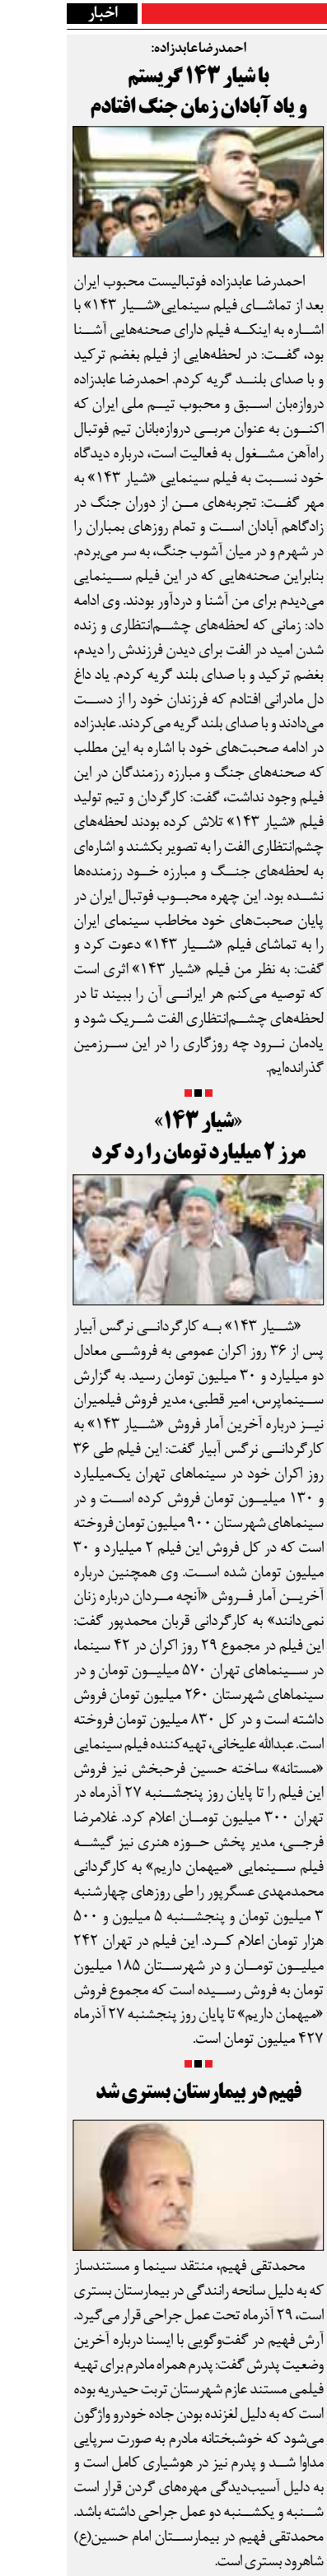 اخبار
احمدرضاعابدزاده:
با شیار ۱۴۳ گریستم
و یاد آبادان زمان جنگ افتادم
احمدرضا عابدزاده فوتبالیست محبوب ایران
بعد از تماشای فیلم سینمایی«شیار ۱۴۳» با
اشاره به اینکه فیلم دارای صحنه‌هایی آشنا
بود، گفت: در لحظه‌هایی از فیلم بغضم ترکید
و با صدای بلند گریه کردم. احمدرضا عابدزاده
دروازه‌بان اسبق و محبوب تیم ملی ایران که
اکنون به عنوان مربی دروازه‌بانان تیم فوتبال
راه‌آهن مشغول به فعالیت است، درباره دیدگاه
خود نسبت به فیلم سینمایی «شیار ۱۴۳» به
مهر گفت: تجربه‌های من از دوران جنگ در
زادگاهم آبادان است و تمام روزهای بمباران را
در شهرم و در میان آشوب جنگ، به سر می‌بردم.
بنابراین صحنه‌هایی که در این فیلم سینمایی
می‌دیدم برای من آشنا و دردآور بودند. وی ادامه
داد: زمانی که لحظه‌های چشم‌انتظاری و زنده
شدن امید در الفت برای دیدن فرزندش را دیدم،
بغضم ترکید و با صدای بلند گریه کردم. یاد داغ
دل مادرانی افتادم که فرزندان خود را از دست
می‌دادند و با صدای بلند گریه می‌کردند. عابدزاده
در ادامه صحبت‌های خود با اشاره به این مطلب
که صحنه‌های جنگ و مبارزه رزمندگان در این
فیلم وجود نداشت، گفت: کارگردان و تیم تولید
فیلم «شیار ۱۴۳» تلاش کرده بودند لحظه‌های
چشم‌انتظاری الفت را به تصویر بکشند و اشاره‌ای
به لحظه‌های جنگ و مبارزه خود رزمنده‌ها
نشده بود. این چهره محبوب فوتبال ایران در
پایان صحبت‌های خود مخاطب سینمای ایران
را به تماشای فیلم «شیار ۱۴۳» دعوت کرد و
گفت: به نظر من فیلم «شیار ۱۴۳» اثری است
که توصیه می‌کنم هر ایرانی آن را ببیند تا در
لحظه‌های چشم‌انتظاری الفت شریک شود و
یادمان نرود چه روزگاری را در این سرزمین
گذرانده‌ایم.
«شیار ۱۴۳»
مرز ۲ میلیارد تومان را رد کرد
«شیار ۱۴۳» به کارگردانی نرگس آبیار
پس از ۳۶ روز اکران عمومی به فروشی معادل
دو میلیارد و ۳۰ میلیون تومان رسید. به گزارش
سینماپرس، امیر قطبی، مدیر فروش فیلمیران
نیز درباره آخرین آمار فروش «شیار ۱۴۳» به
کارگردانی نرگس آبیار گفت: این فیلم طی ۳۶
روز اکران خود در سینماهای تهران یک‌میلیارد
و ۱۳۰ میلیون تومان فروش کرده است و در
سینماهای شهرستان ۹۰۰ میلیون تومان فروخته
است که در کل فروش این فیلم ۲ میلیارد و ۳۰
میلیون تومان شده است. وی همچنین درباره
آخرین آمار فروش «آنچه مردان درباره زنان
نمی‌دانند» به کارگردانی قربان محمدپور گفت:
این فیلم در مجموع ۲۹ روز اکران در ۴۲ سینما،
در سینماهای تهران ۵۷۰ میلیون تومان و در
سینماهای شهرستان ۲۶۰ میلیون تومان فروش
داشته است و در کل ۸۳۰ میلیون تومان فروخته
است. عبدالله علیخانی، تهیه‌کننده فیلم سینمایی
«مستانه» ساخته حسین فرحبخش نیز فروش
این فیلم را تا پایان روز پنجشنبه ۲۷ آذرماه در
تهران ۳۰۰ میلیون تومان اعلام کرد. غلامرضا
فرجی، مدیر پخش حوزه هنری نیز گیشه
فیلم سینمایی «میهمان داریم» به کارگردانی
محمدمهدی عسگرپور را طی روزهای چهارشنبه
۳ میلیون تومان و پنجشنبه ۵ میلیون و ۵۰۰
هزار تومان اعلام کرد. این فیلم در تهران ۲۴۲
میلیون تومان و در شهرستان ۱۸۵ میلیون
تومان به فروش رسیده است که مجموع فروش
«میهمان داریم» تا پایان روز پنجشنبه ۲۷ آذرماه
۴۲۷ میلیون تومان است.
فهیم در بیمارستان بستری شد
محمدتقی فهیم، منتقد سینما و مستندساز
که به دلیل سانحه رانندگی در بیمارستان بستری
است، ۲۹ آذرماه تحت عمل جراحی قرار می‌گیرد.
آرش فهیم در گفت‌وگویی با ایسنا درباره آخرین
وضعیت پدرش گفت: پدرم همراه مادرم برای تهیه
فیلمی مستند عازم شهرستان تربت حیدریه بوده
است که به دلیل لغزنده بودن جاده خودرو واژگون
می‌شود که خوشبختانه مادرم به صورت سرپایی
مداوا شد و پدرم نیز در هوشیاری کامل است و
به دلیل آسیب‌دیدگی مهره‌های گردن قرار است
شنبه و یکشنبه دو عمل جراحی داشته باشد.
محمدتقی فهیم در بیمارستان امام حسین(ع)
شاهرود بستری است.